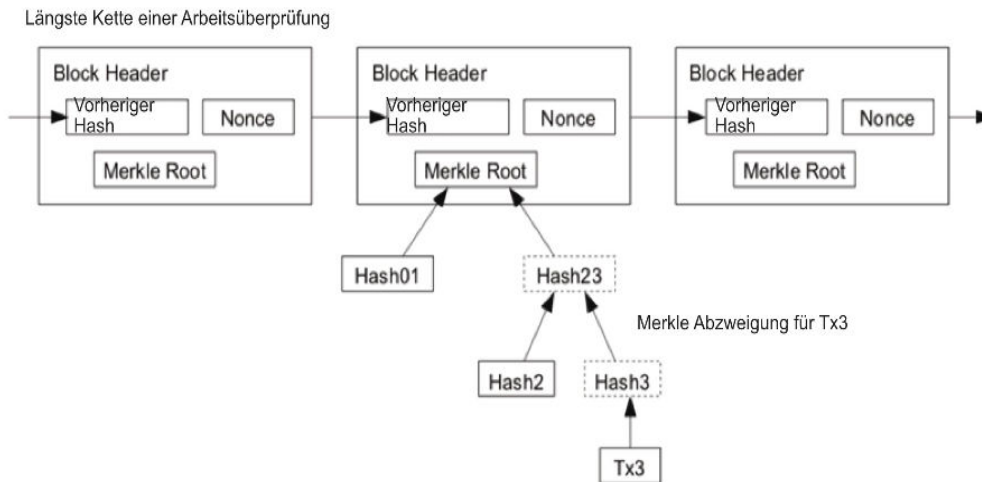 Längste Kette einer Arbeitsüberprüfung
Block Header
Vorheriger
Hash
Nonce
Merkle Root
Block Header
Vorheriger
Hash
Nonce
Merkle Root
Block Header
Vorheriger
Hash
Nonce
Merkle Root
Hash01
Hash23
Merkle Abzweigung für Tx3
Hash2
Hash3
Tx3